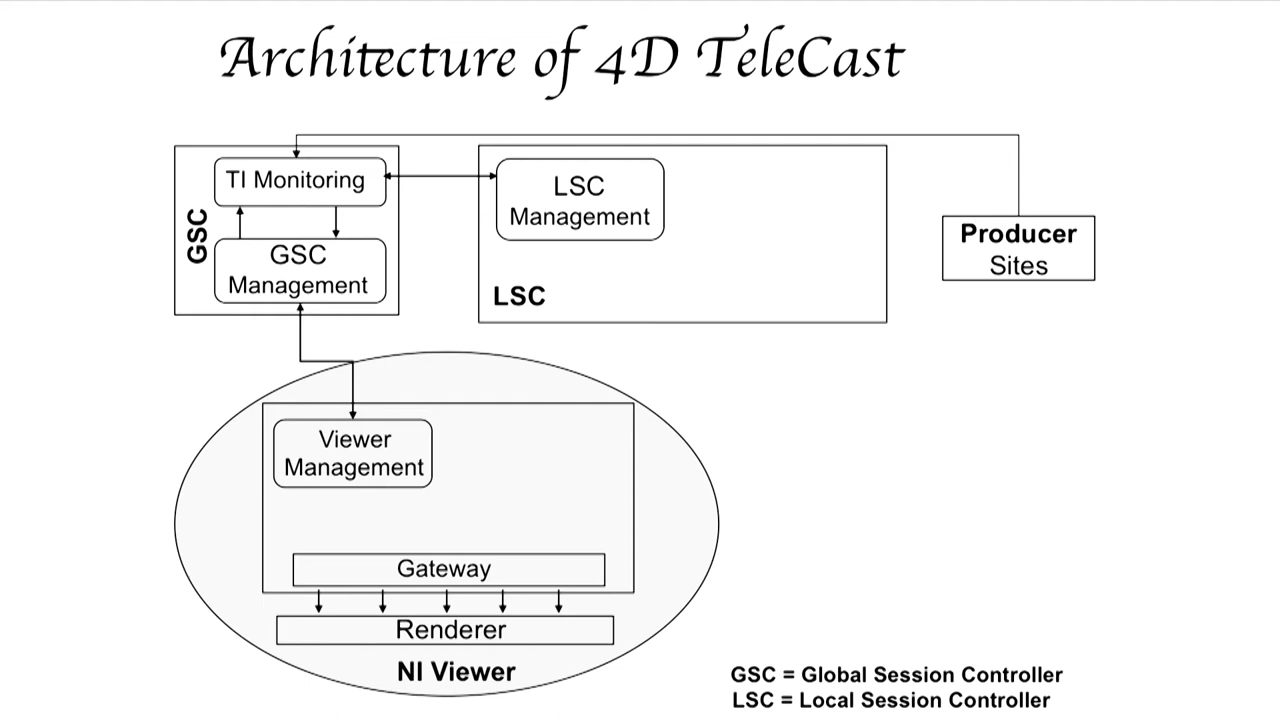 Architecture of 4D TeleCast
TI Monitoring
GSC
GSC
Management
LSC
Management
LSC
Producer
Sites
Viewer
Management
Gateway
Renderer
NI Viewer
GSC = Global Session Controller
LSC = Local Session Controller